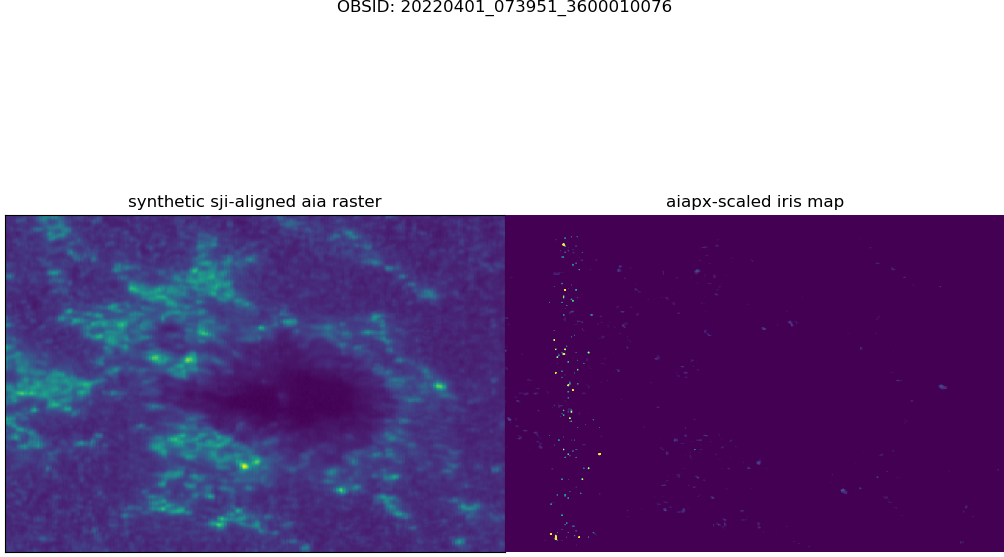 OBSID: 20220401_073951_3600010076
synthetic sji-aligned aia raster
aiapx-scaled iris map